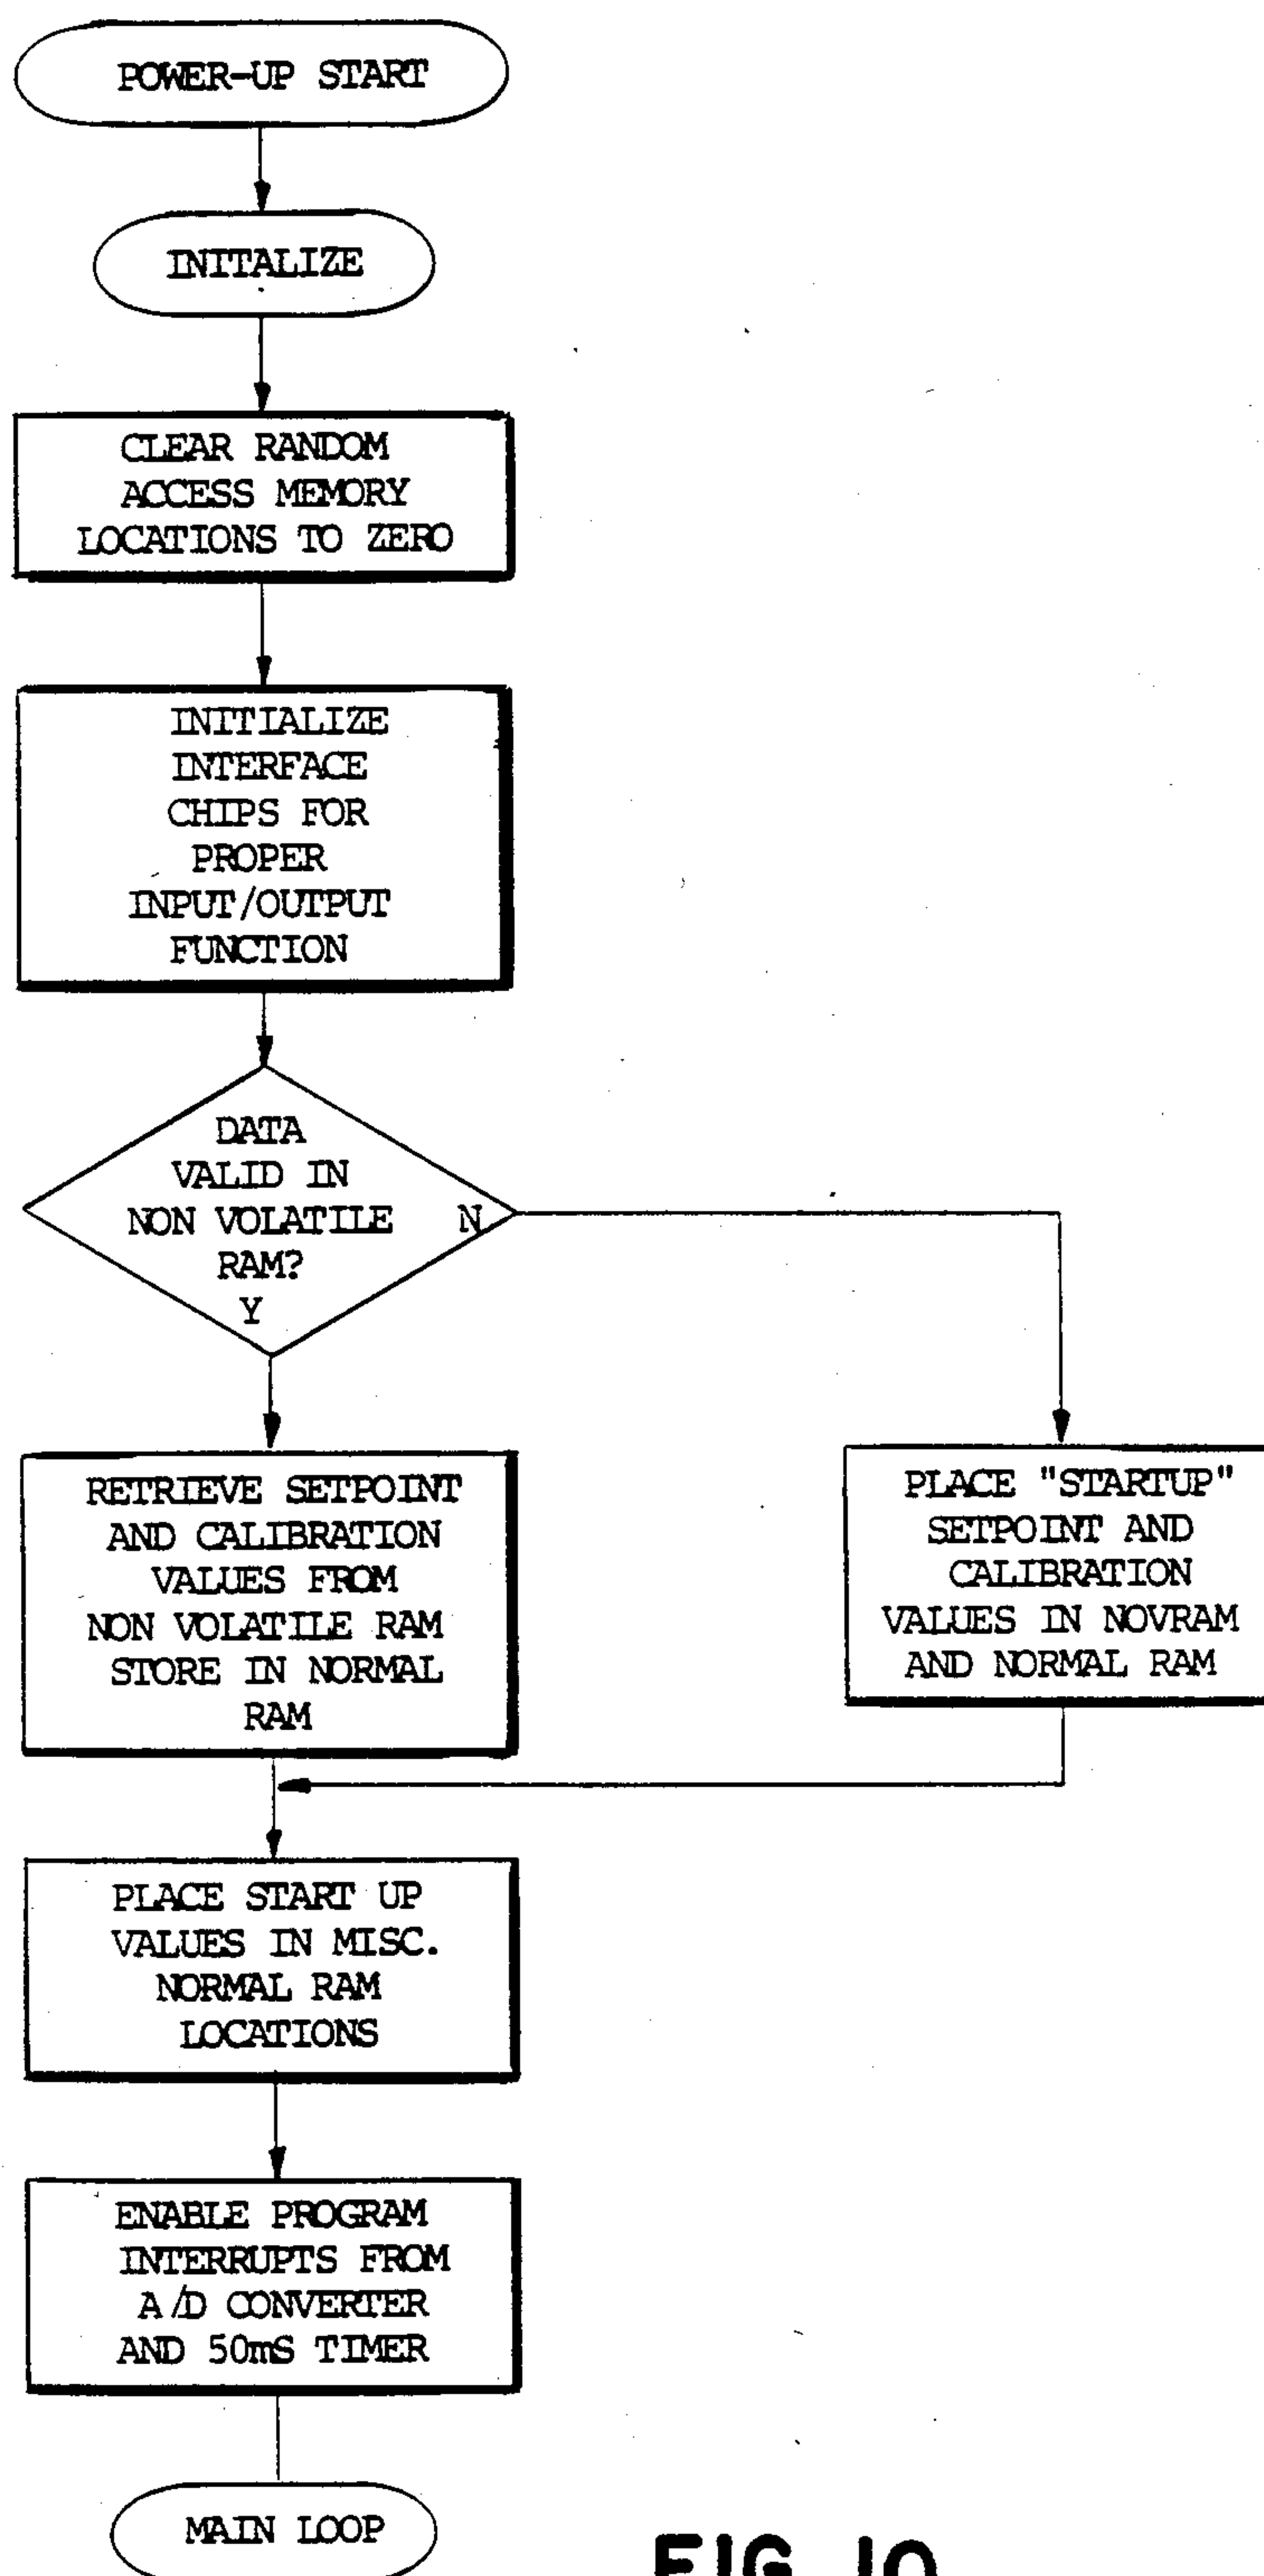 POWER-UP START
INITALIZE
CLEAR RANDOM
ACCESS MEMORY
LOCATIONS TO ZERO
INITIALIZE
INTERFACE
CHIPS FOR
PROPER
INPUT/OUTPUT
FUNCTION
DATA
VALID IN
NON VOLATILE N
RAM?
Y
RETRIEVE SETPOINT
AND CALIBRATION
VALUES FROM
NON VOLATILE RAM
STORE IN NORMAL
RAM
PLACE "STARTUP"
SETPOINT AND
CALIBRATION
VALUES IN NOVRAM
AND NORMAL RAM
PLACE START UP
VALUES IN MISC.
NORMAL RAM
LOCATIONS
ENABLE PROGRAM
INTERRUPTS FROM
A/D CONVERTER
AND 50mS TIMER
MAIN LOOP
FIG. 10